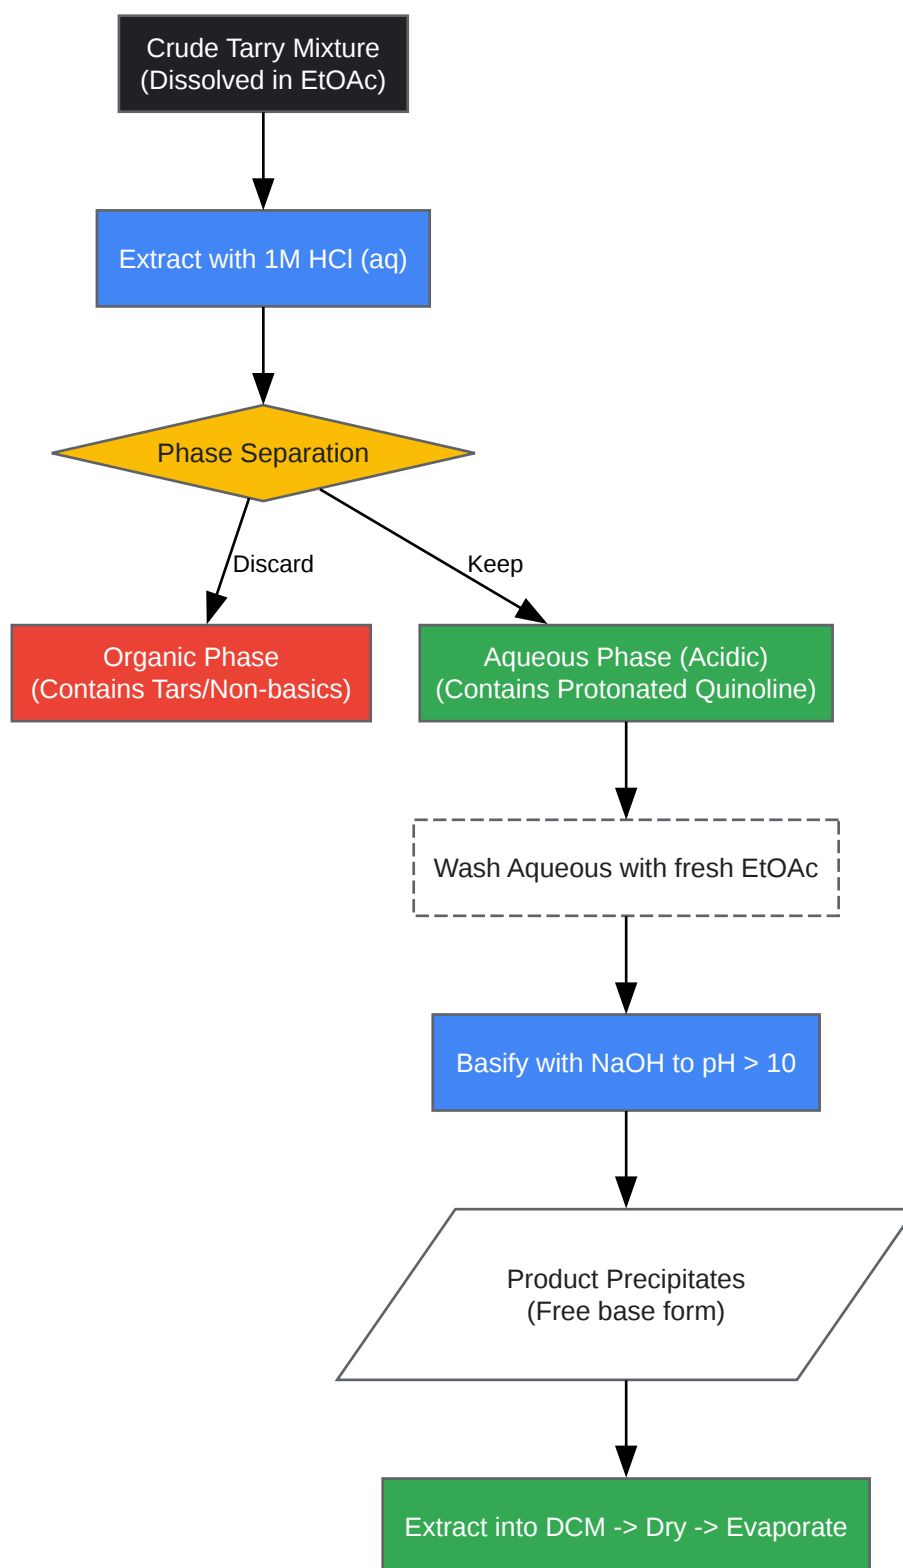 Crude Tarry Mixture
(Dissolved in EtOAc)
Extract with 1M HCl (aq)
Phase Separation
Discard
Keep
Organic Phase
(Contains Tars/Non-basics)
Aqueous Phase (Acidic)
(Contains Protonated Quinoline)
Wash Aqueous with fresh EtOAc
Basify with NaOH to pH > 10
Product Precipitates
(Free base form)
Extract into DCM -> Dry -> Evaporate